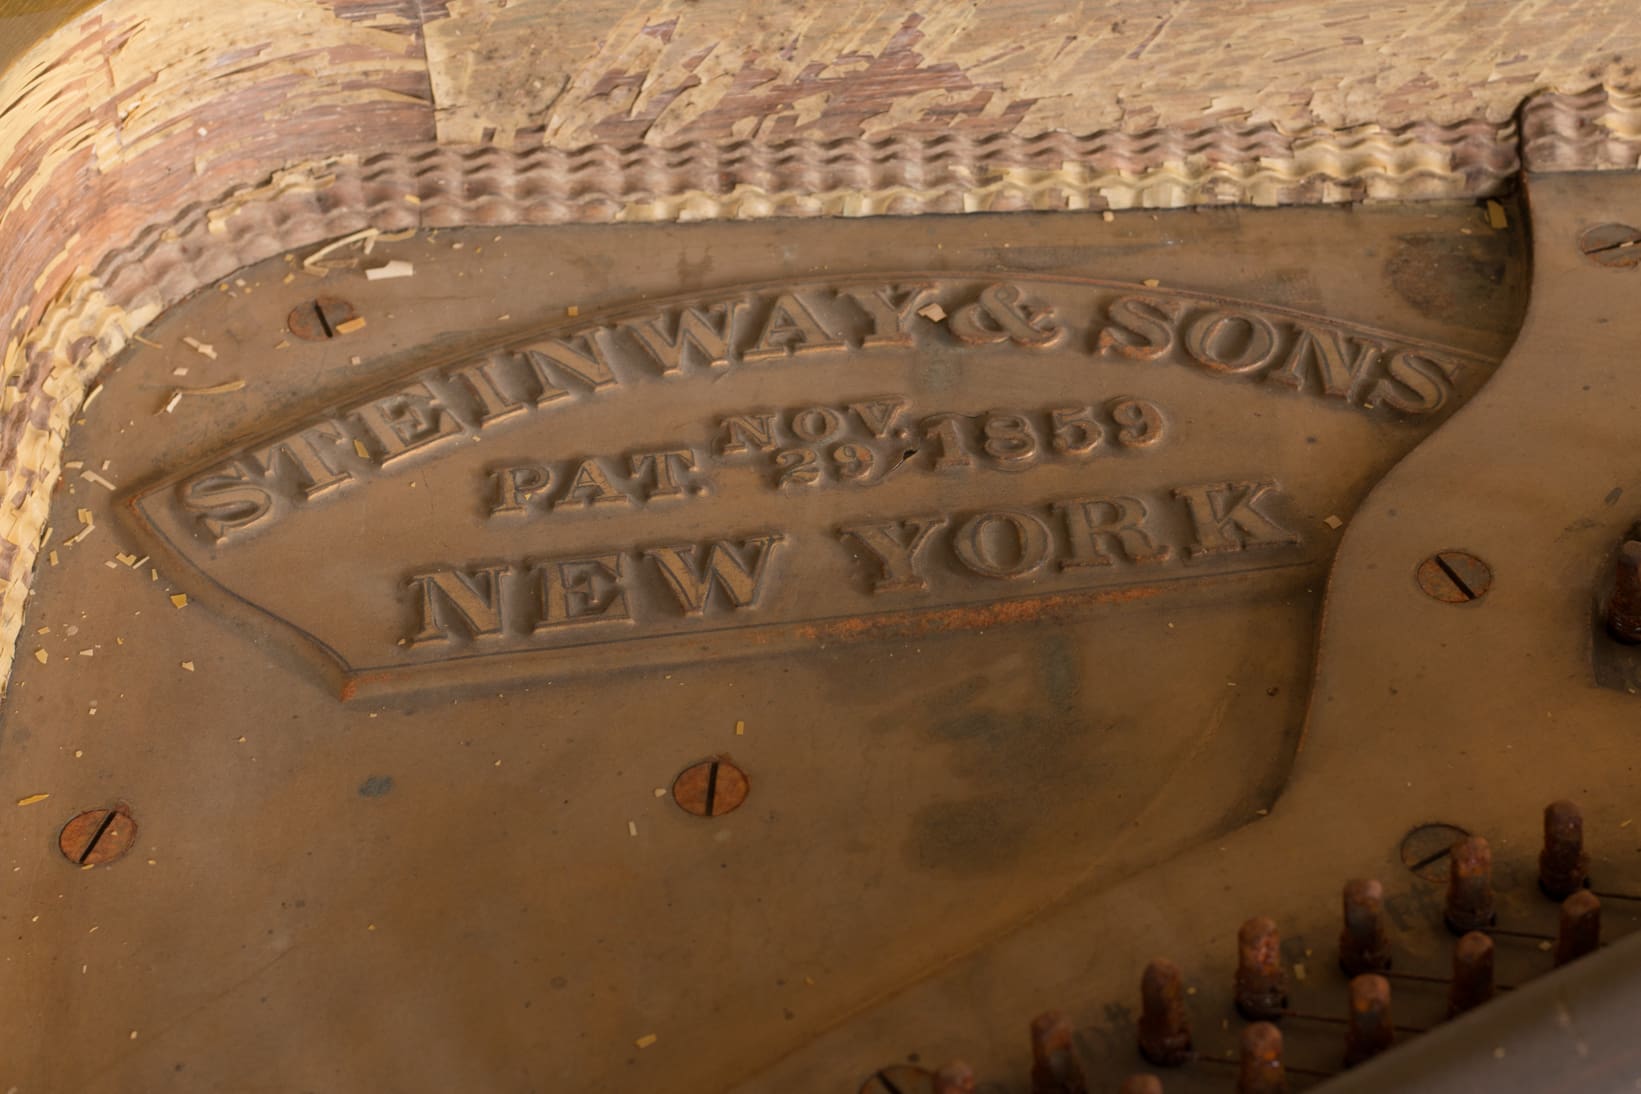 STEINWAY & SONS
PAT. NOV. 29, 1859
NEW YORK